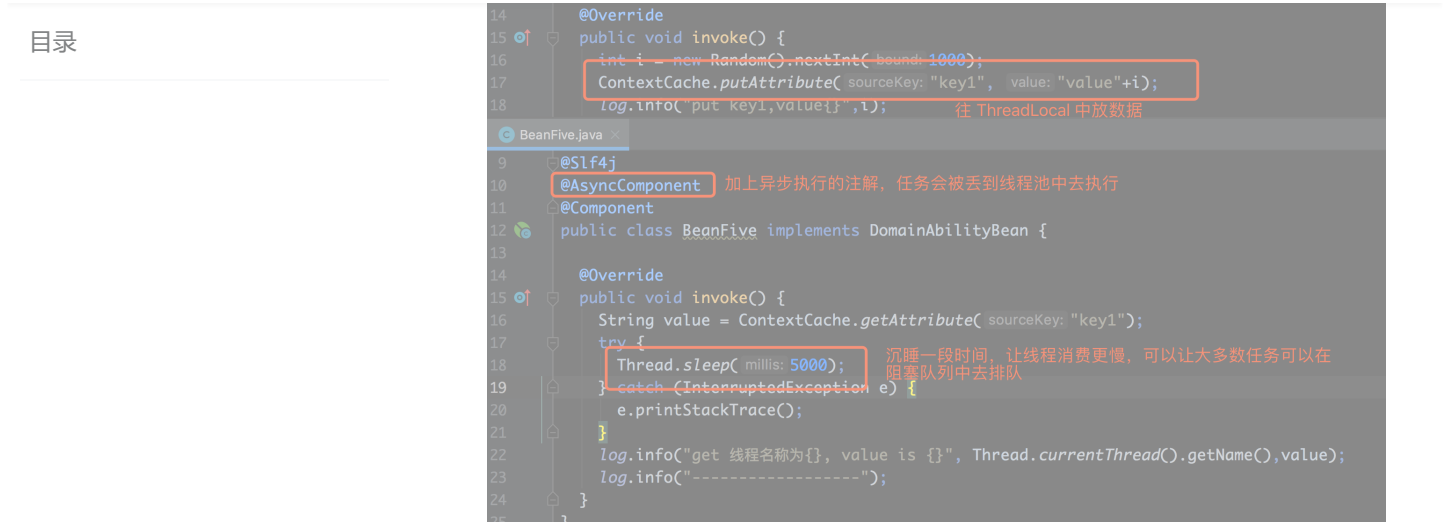 目录
14 @Override
15 public void invoke() {
16 int i = new Random().nextInt( bound: 1000);
17 ContextCache.putAttribute( sourceKey: "key1", value: "value"+i);
18 log.info("put key1,value{}",i);
往 ThreadLocal 中放数据
BeanFive.java
9 @Slf4j
10 @AsyncComponent 加上异步执行的注解，任务会被丢到线程池中去执行
11 @Component
12 public class BeanFive implements DomainAbilityBean {
13
14 @Override
15 public void invoke() {
16 String value = ContextCache.getAttribute( sourceKey: "key1");
17 try {
18 Thread.sleep( millis: 5000);
沉睡一段时间，让线程消费更慢，可以让大多数任务可以在
阻塞队列中去排队
19 } catch (InterruptedException e) {
20 e.printStackTrace();
21 }
22 log.info("get 线程名称为{}, value is {}", Thread.currentThread().getName(),value);
23 log.info("------------------");
24 }
25 }